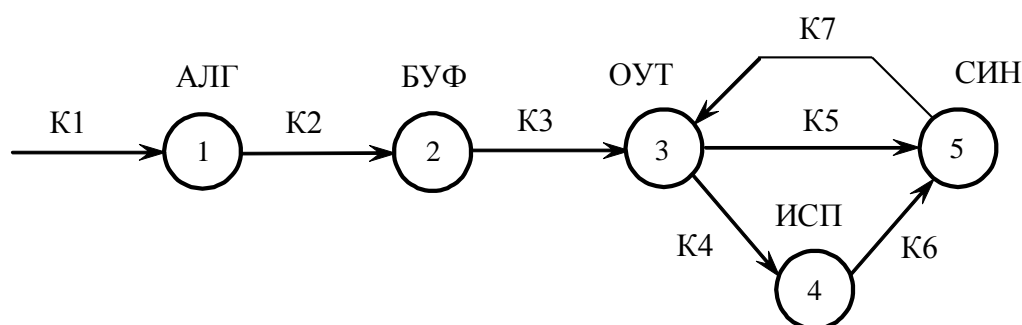 К7
АЛГ БУФ ОУТ СИН
К1 К2 К3 К5
1 2 3 5
ИСП
К4 К6
4